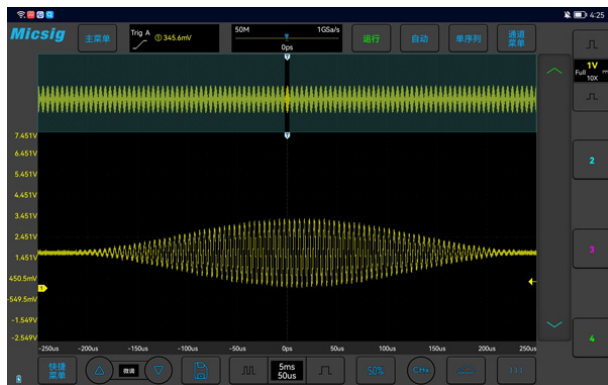 4:25
Micsig
主菜单
Trig A
① 345.6mV
50M
1GSa/s
0ps
运行
自动
单序列
通道
菜单
1V
Full
10X
7.451V
6.451V
5.451V
4.451V
3.451V
2.451V
1.451V
450.5mV
-549.5mV
-1.549V
-2.549V
2
3
4
-250us
-200us
-150us
-100us
-50us
0ps
50us
100us
150us
200us
250us
快捷
菜单
微调
5ms
50us
50%